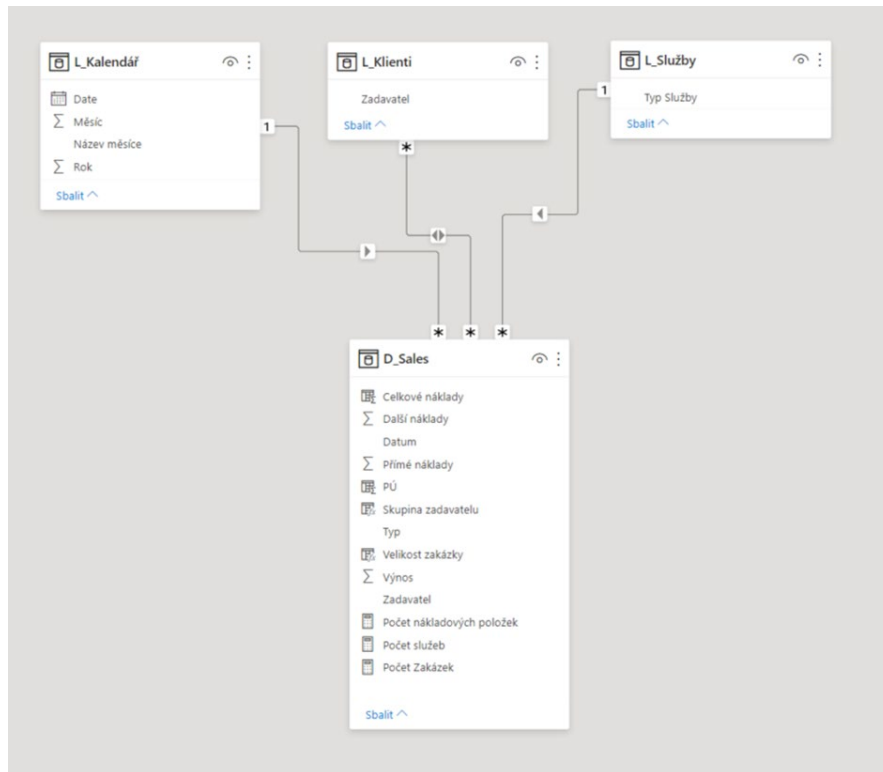 L_Kalendář
Date
Měsíc
Název měsíce
Rok
Sbalit
L_Klienti
Zadavatel
Sbalit
L_Služby
Typ Služby
Sbalit
1
1
*
*
*
*
D_Sales
Celkové náklady
Další náklady
Datum
Přímé náklady
PÚ
Skupina zadavatelu
Typ
Velikost zakázky
Výnos
Zadavatel
Počet nákladových položek
Počet služeb
Počet Zakázek
Sbalit